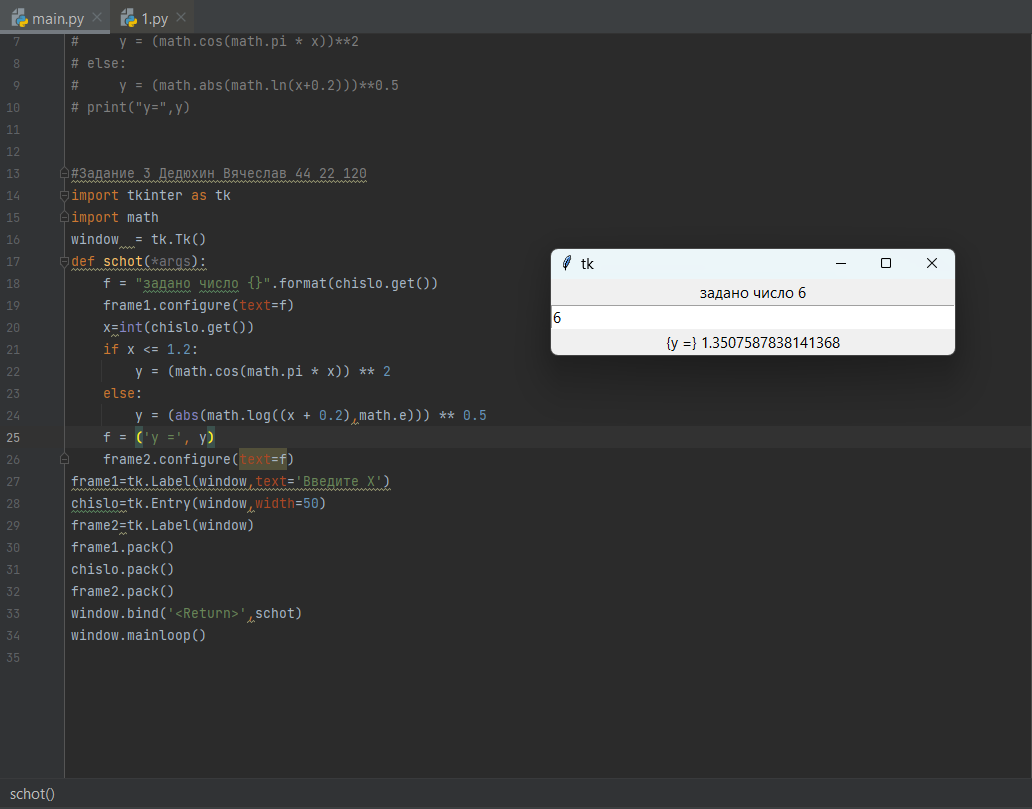 main.py 1.py
7 #     y = (math.cos(math.pi * x))**2
8 # else:
9 #     y = (math.abs(math.ln(x+0.2)))**0.5
10 # print("y=",y)
11
12
13 #Задание 3 Дедюхин Вячеслав 44 22 120
14 import tkinter as tk
15 import math
16 window  = tk.Tk()
17 def schot(*args):
18     f = "задано число {}".format(chislo.get())
19     frame1.configure(text=f)
20     x=int(chislo.get())
21     if x <= 1.2:
22         y = (math.cos(math.pi * x)) ** 2
23     else:
24         y = (abs(math.log((x + 0.2),math.e))) ** 0.5
25     f = ('y =', y)
26     frame2.configure(text=f)
27 frame1=tk.Label(window,text='Введите X')
28 chislo=tk.Entry(window,width=50)
29 frame2=tk.Label(window)
30 frame1.pack()
31 chislo.pack()
32 frame2.pack()
33 window.bind('<Return>',schot)
34 window.mainloop()
35
tk
задано число 6
6
{y =} 1.3507587838141368
schot()